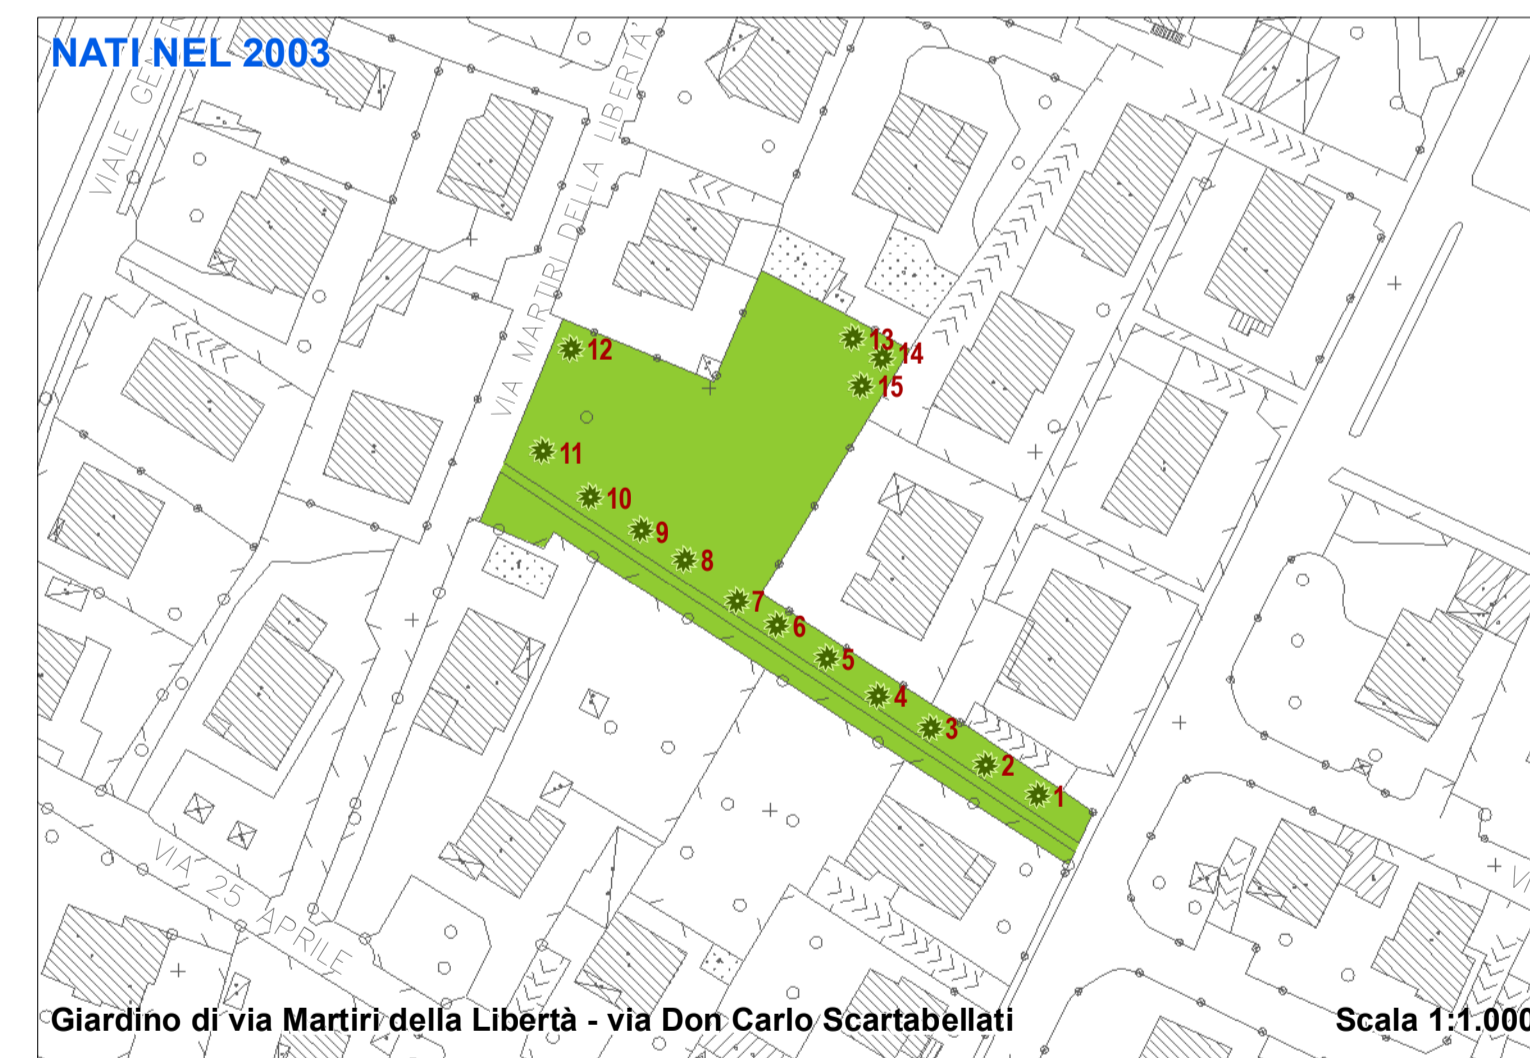 NATI NEL 2003
VIALE GEN
VIA MARTIRI DELLA LIBERTA'
13
14
12
15
11
10
9
8
7
6
5
4
3
2
1
VIA 25 APRILE
Giardino di via Martiri della Libertà - via Don Carlo Scartabellati
Scala 1:1.000